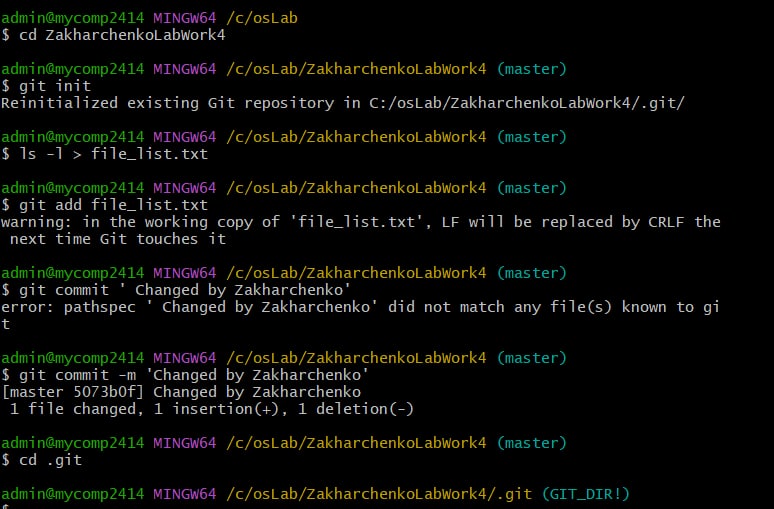 admin@mycomp2414 MINGW64 /c/osLab
$ cd ZakharchenkoLabWork4
admin@mycomp2414 MINGW64 /c/osLab/ZakharchenkoLabWork4 (master)
$ git init
Reinitialized existing Git repository in C:/osLab/ZakharchenkoLabWork4/.git/
admin@mycomp2414 MINGW64 /c/osLab/ZakharchenkoLabWork4 (master)
$ ls -l > file_list.txt
admin@mycomp2414 MINGW64 /c/osLab/ZakharchenkoLabWork4 (master)
$ git add file_list.txt
warning: in the working copy of 'file_list.txt', LF will be replaced by CRLF the
 next time Git touches it
admin@mycomp2414 MINGW64 /c/osLab/ZakharchenkoLabWork4 (master)
$ git commit ' Changed by Zakharchenko'
error: pathspec ' Changed by Zakharchenko' did not match any file(s) known to gi
t
admin@mycomp2414 MINGW64 /c/osLab/ZakharchenkoLabWork4 (master)
$ git commit -m 'Changed by Zakharchenko'
[master 5073b0f] Changed by Zakharchenko
 1 file changed, 1 insertion(+), 1 deletion(-)
admin@mycomp2414 MINGW64 /c/osLab/ZakharchenkoLabWork4 (master)
$ cd .git
admin@mycomp2414 MINGW64 /c/osLab/ZakharchenkoLabWork4/.git (GIT_DIR!)
$